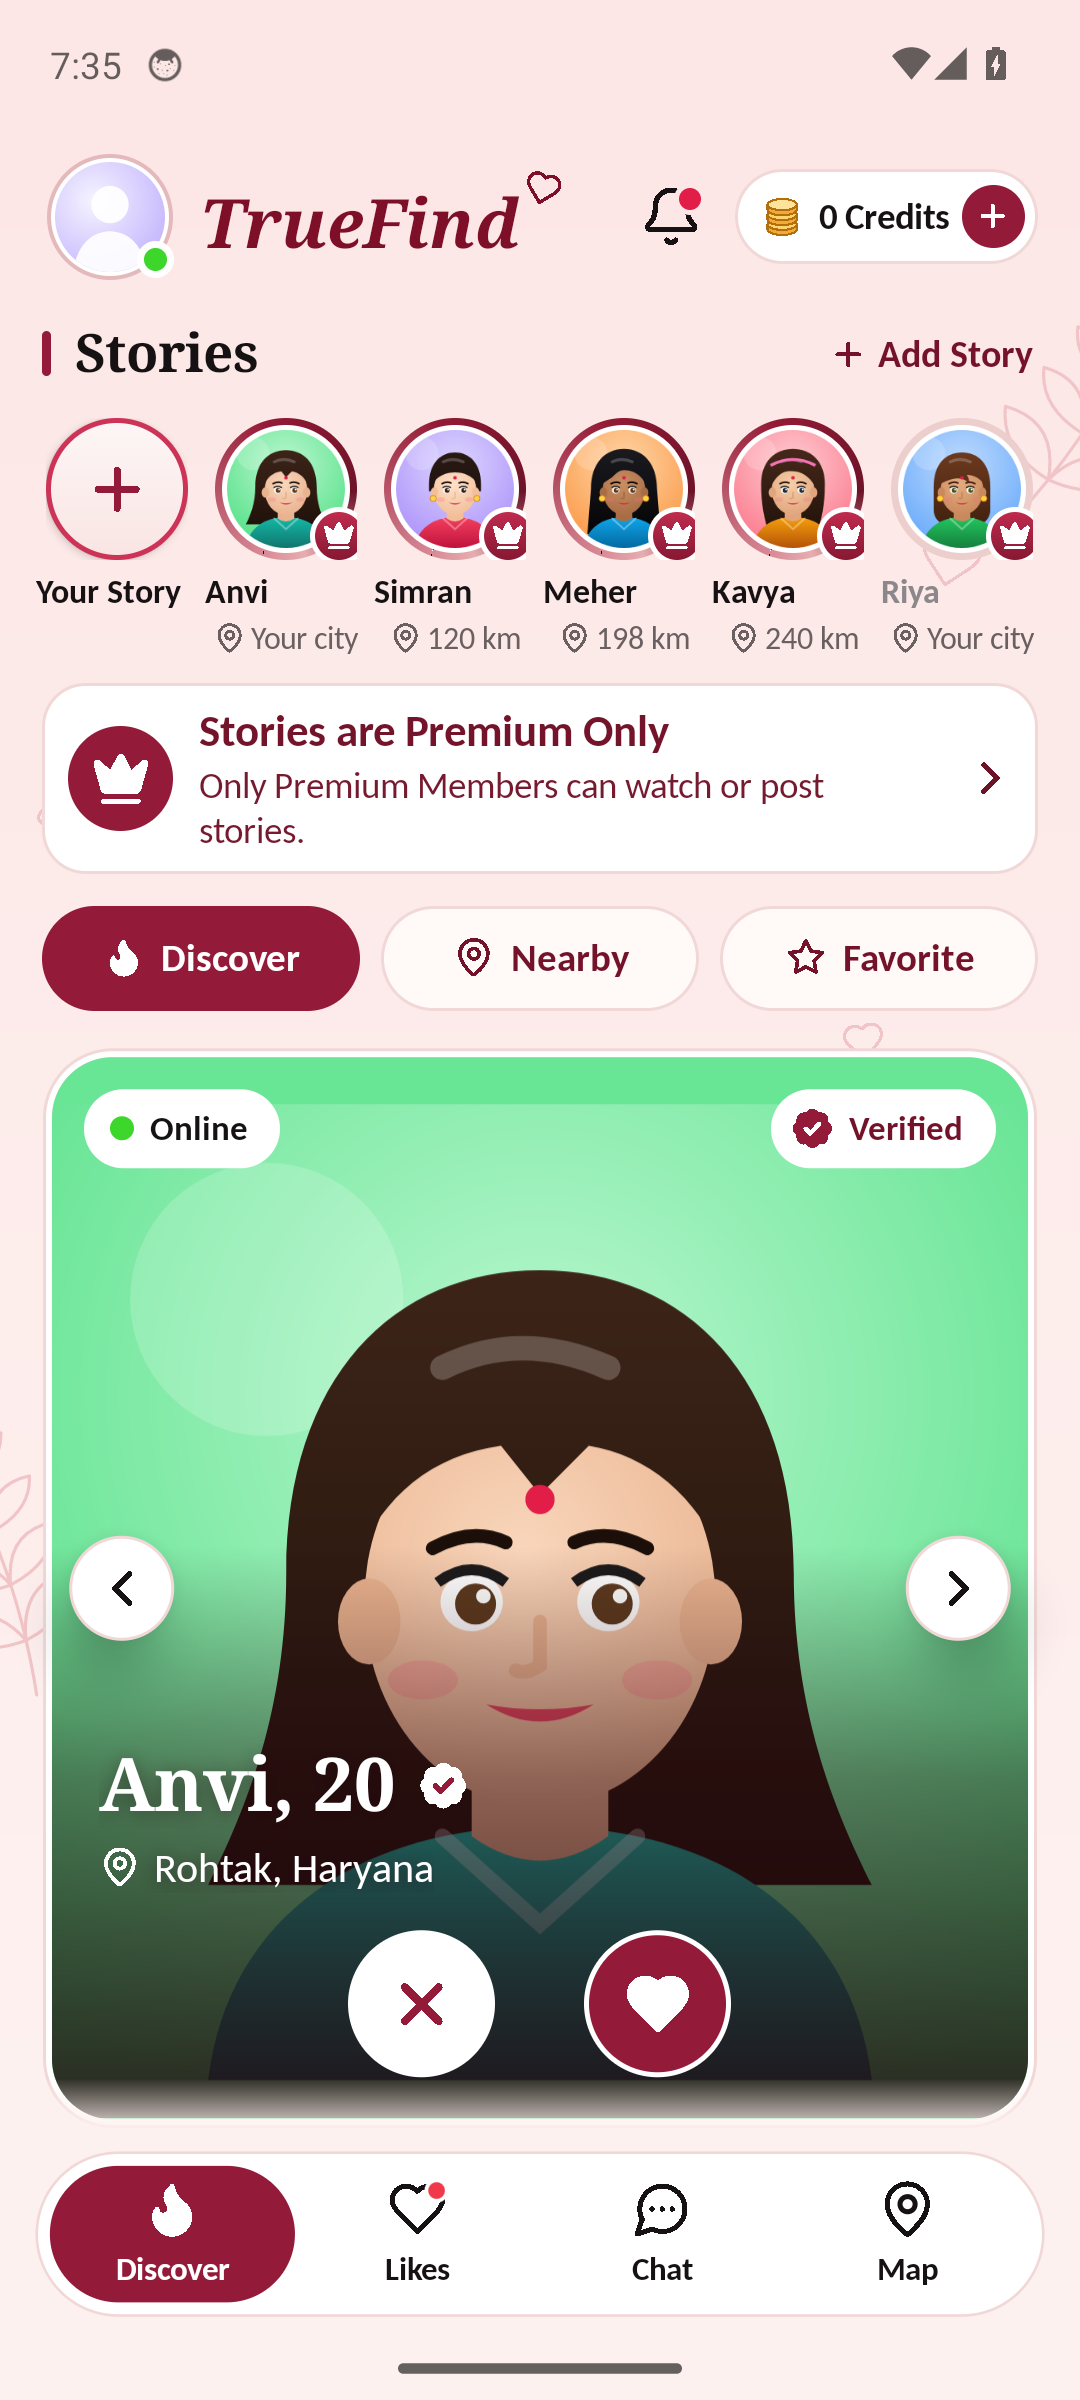 7:35
TrueFind
0 Credits
Stories
Add Story
Your Story
Anvi
Simran
Meher
Kavya
Riya
Your city
120 km
198 km
240 km
Your city
Stories are Premium Only
Only Premium Members can watch or post
stories.
Discover
Nearby
Favorite
Online
Verified
Anvi, 20
Rohtak, Haryana
Discover
Likes
Chat
Map